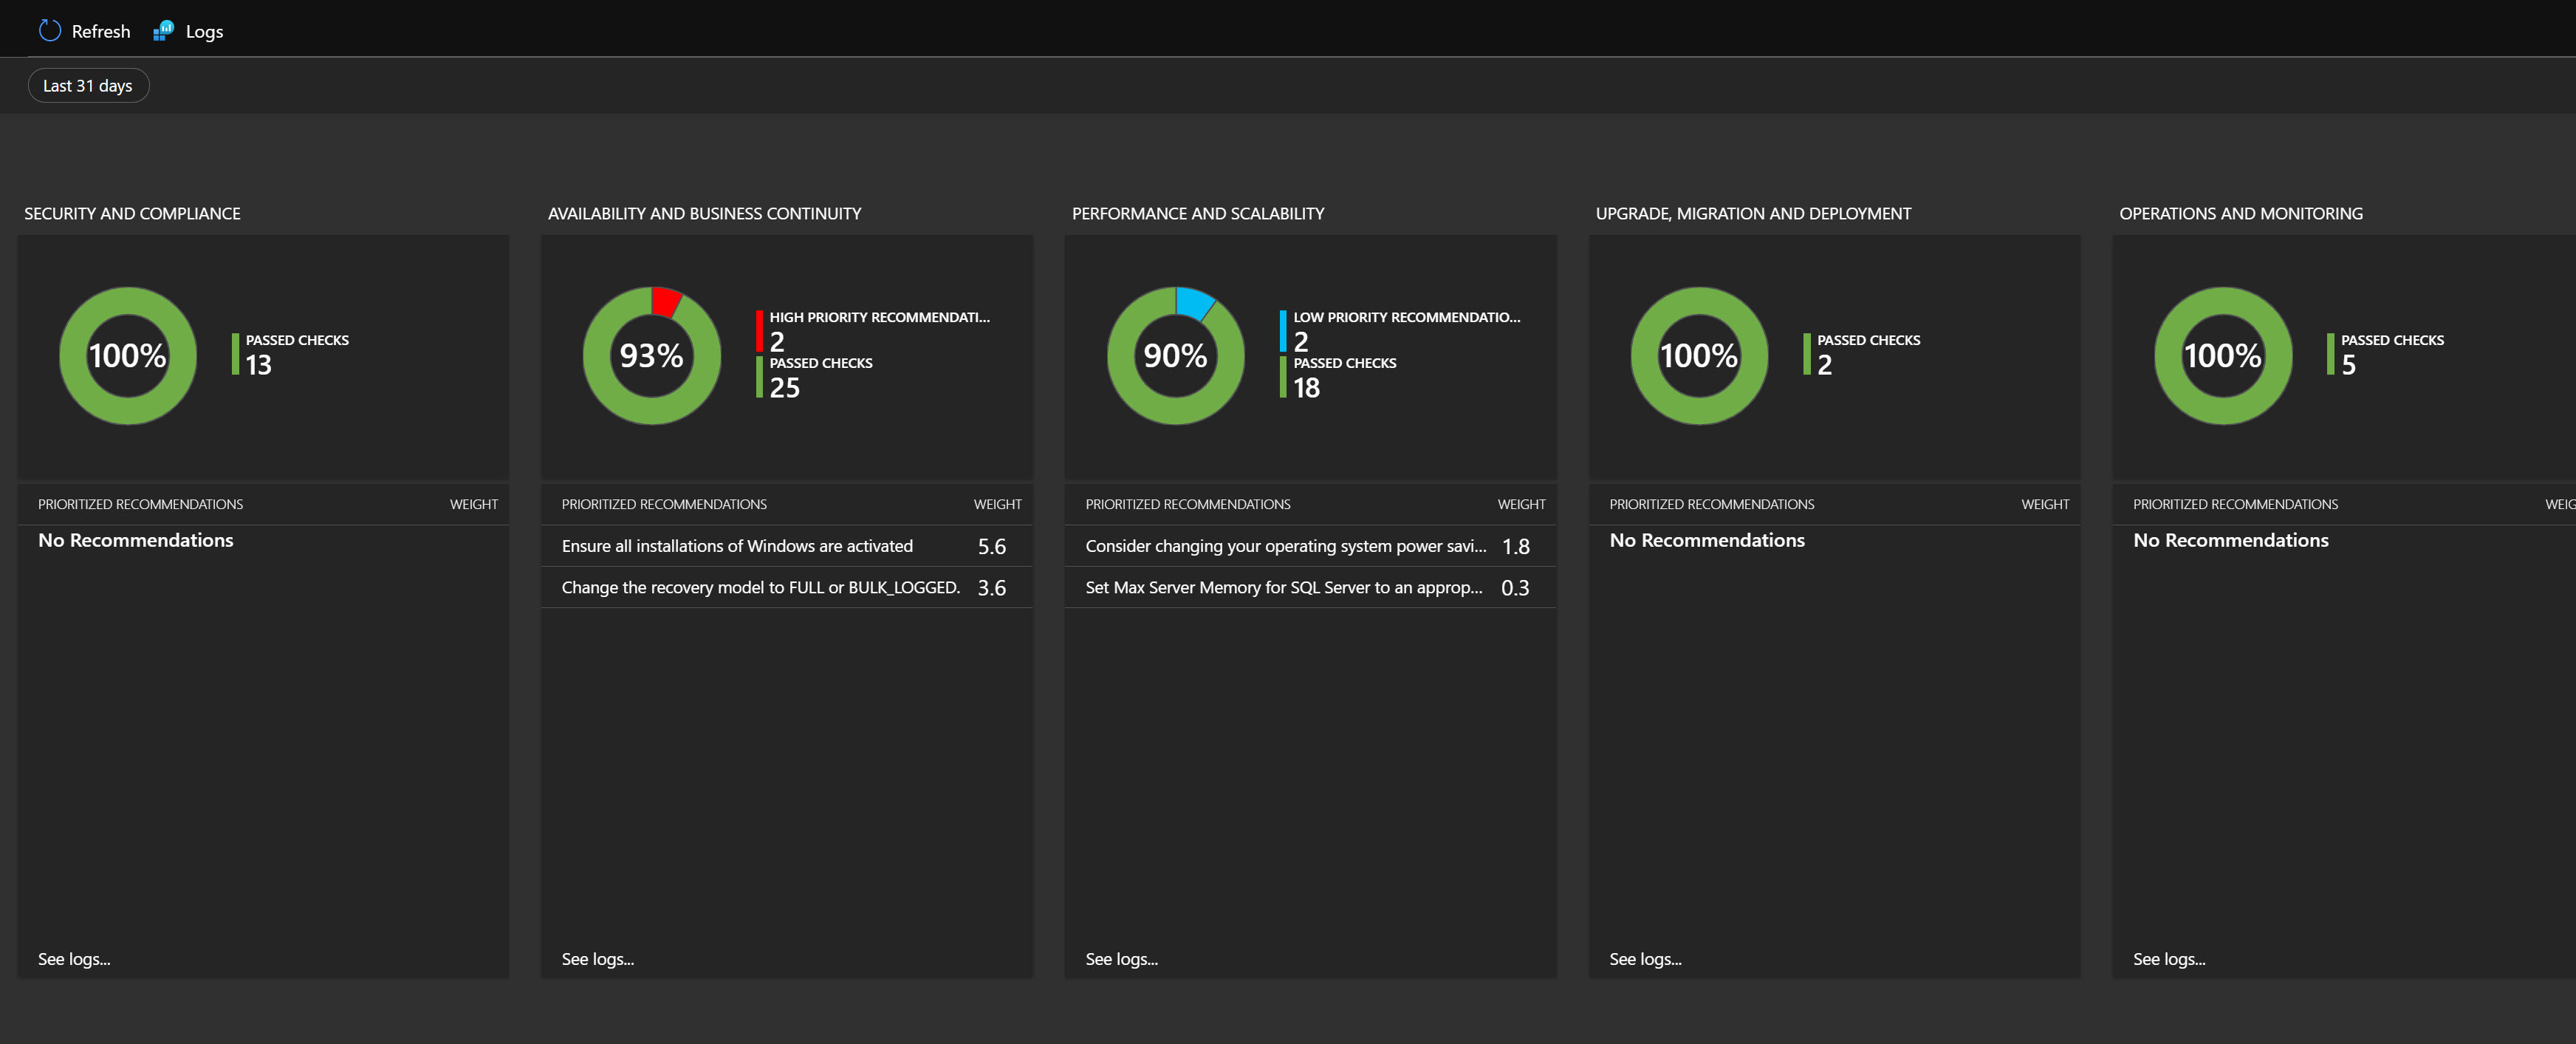 Refresh Logs
Last 31 days
SECURITY AND COMPLIANCE
100%
PASSED CHECKS
13
PRIORITIZED RECOMMENDATIONS WEIGHT
No Recommendations
See logs...
AVAILABILITY AND BUSINESS CONTINUITY
93%
HIGH PRIORITY RECOMMENDATI...
2
PASSED CHECKS
25
PRIORITIZED RECOMMENDATIONS WEIGHT
Ensure all installations of Windows are activated 5.6
Change the recovery model to FULL or BULK_LOGGED. 3.6
See logs...
PERFORMANCE AND SCALABILITY
90%
LOW PRIORITY RECOMMENDATIO...
2
PASSED CHECKS
18
PRIORITIZED RECOMMENDATIONS WEIGHT
Consider changing your operating system power savi... 1.8
Set Max Server Memory for SQL Server to an approp... 0.3
See logs...
UPGRADE, MIGRATION AND DEPLOYMENT
100%
PASSED CHECKS
2
PRIORITIZED RECOMMENDATIONS WEIGHT
No Recommendations
See logs...
OPERATIONS AND MONITORING
100%
PASSED CHECKS
5
PRIORITIZED RECOMMENDATIONS WEIG
No Recommendations
See logs...